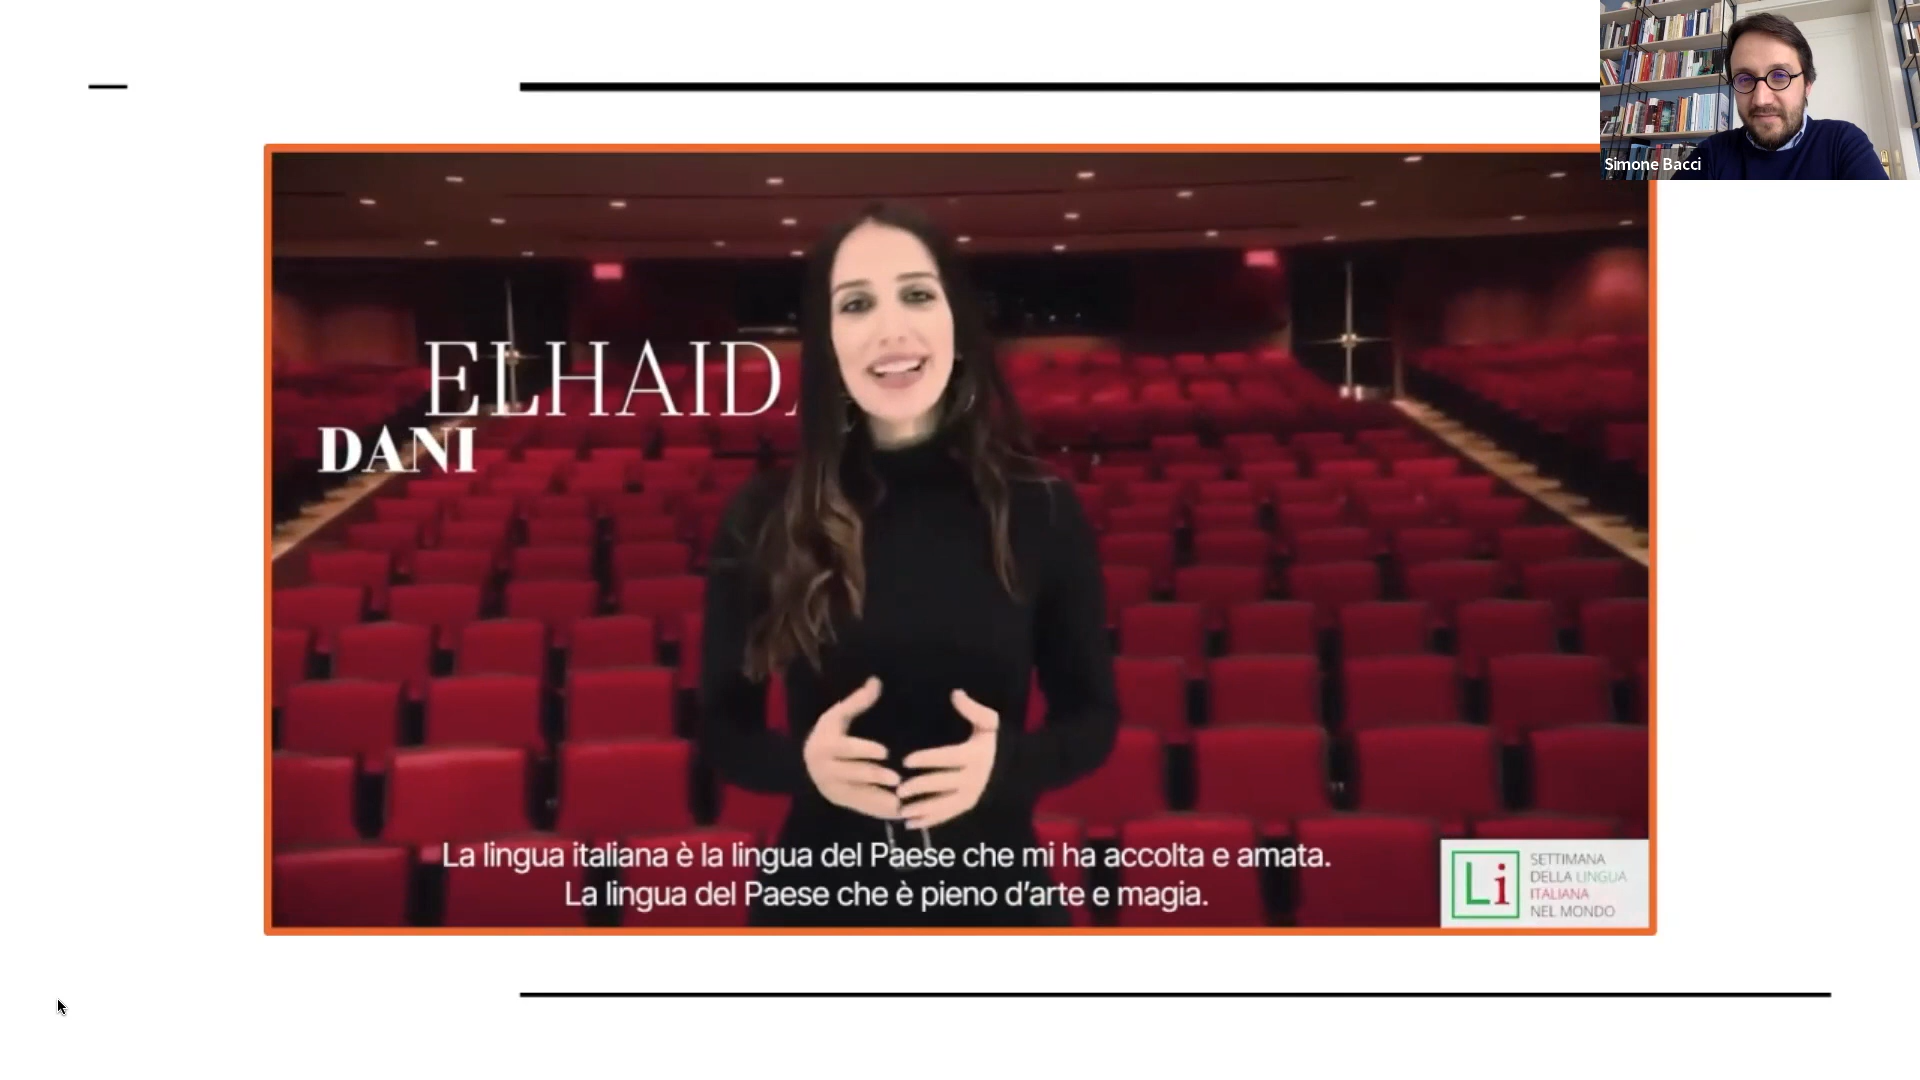 Simone Bacci
ELHAID
DANI
La lingua italiana è la lingua del Paese che mi ha accolta e amata.
La lingua del Paese che è pieno d’arte e magia.
Li
SETTIMANA
DELLA LINGUA
ITALIANA
NEL MONDO